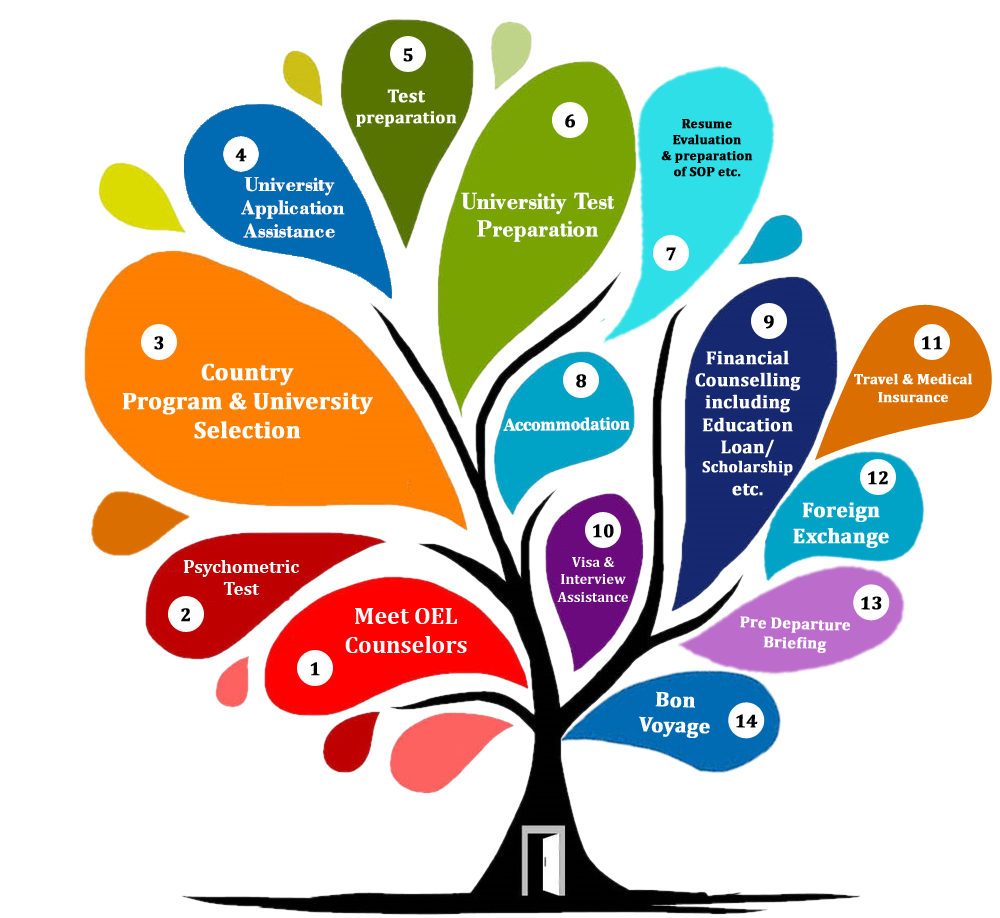 1
Meet OEL
Counselors
2
Psychometric
Test
3
Country
Program & University
Selection
4
University
Application
Assistance
5
Test
preparation
6
Universitiy Test
Preparation
Resume
Evaluation
& preparation
of SOP etc.
7
8
Accommodation
9
Financial
Counselling
including
Education
Loan/
Scholarship
etc.
10
Visa &
Interview
Assistance
11
Travel & Medical
Insurance
12
Foreign
Exchange
13
Pre Departure
Briefing
Bon
Voyage
14